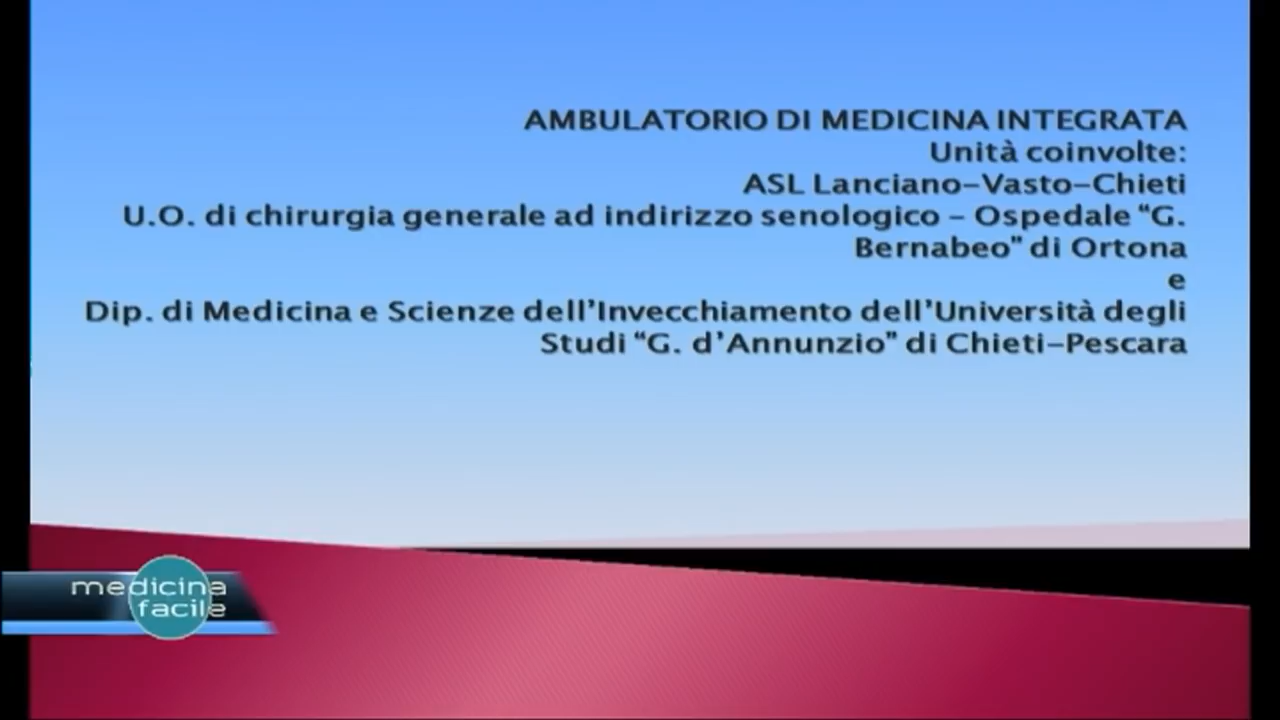 AMBULATORIO DI MEDICINA INTEGRATA
Unità coinvolte:
ASL Lanciano-Vasto-Chieti
U.O. di chirurgia generale ad indirizzo senologico - Ospedale “G.
Bernabeo” di Ortona
e
Dip. di Medicina e Scienze dell’Invecchiamento dell’Università degli
Studi “G. d’Annunzio” di Chieti-Pescara
medicina
facile